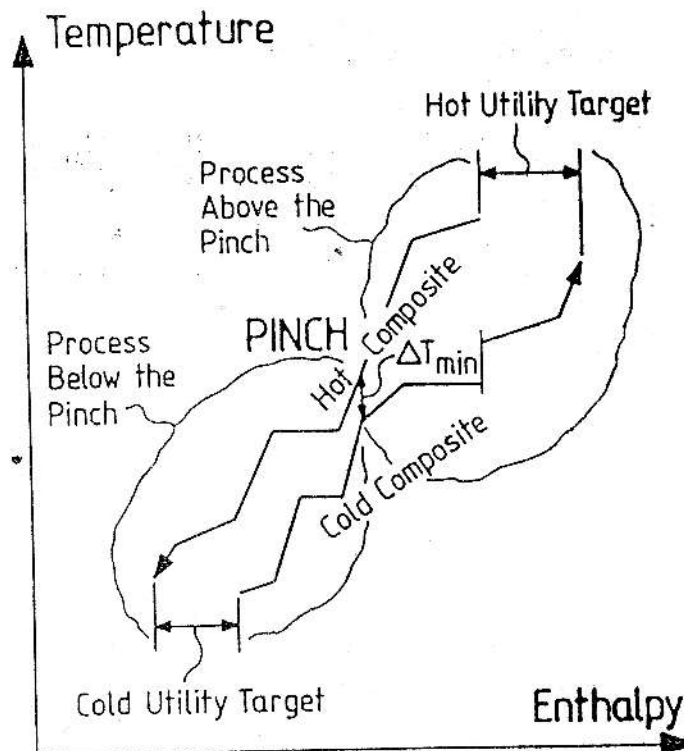 Temperature
Hot Utility Target
Process
Above the
Pinch
PINCH
Hot Composite
ΔTmin
Process
Below the
Pinch
Cold Composite
Cold Utility Target
Enthalpy